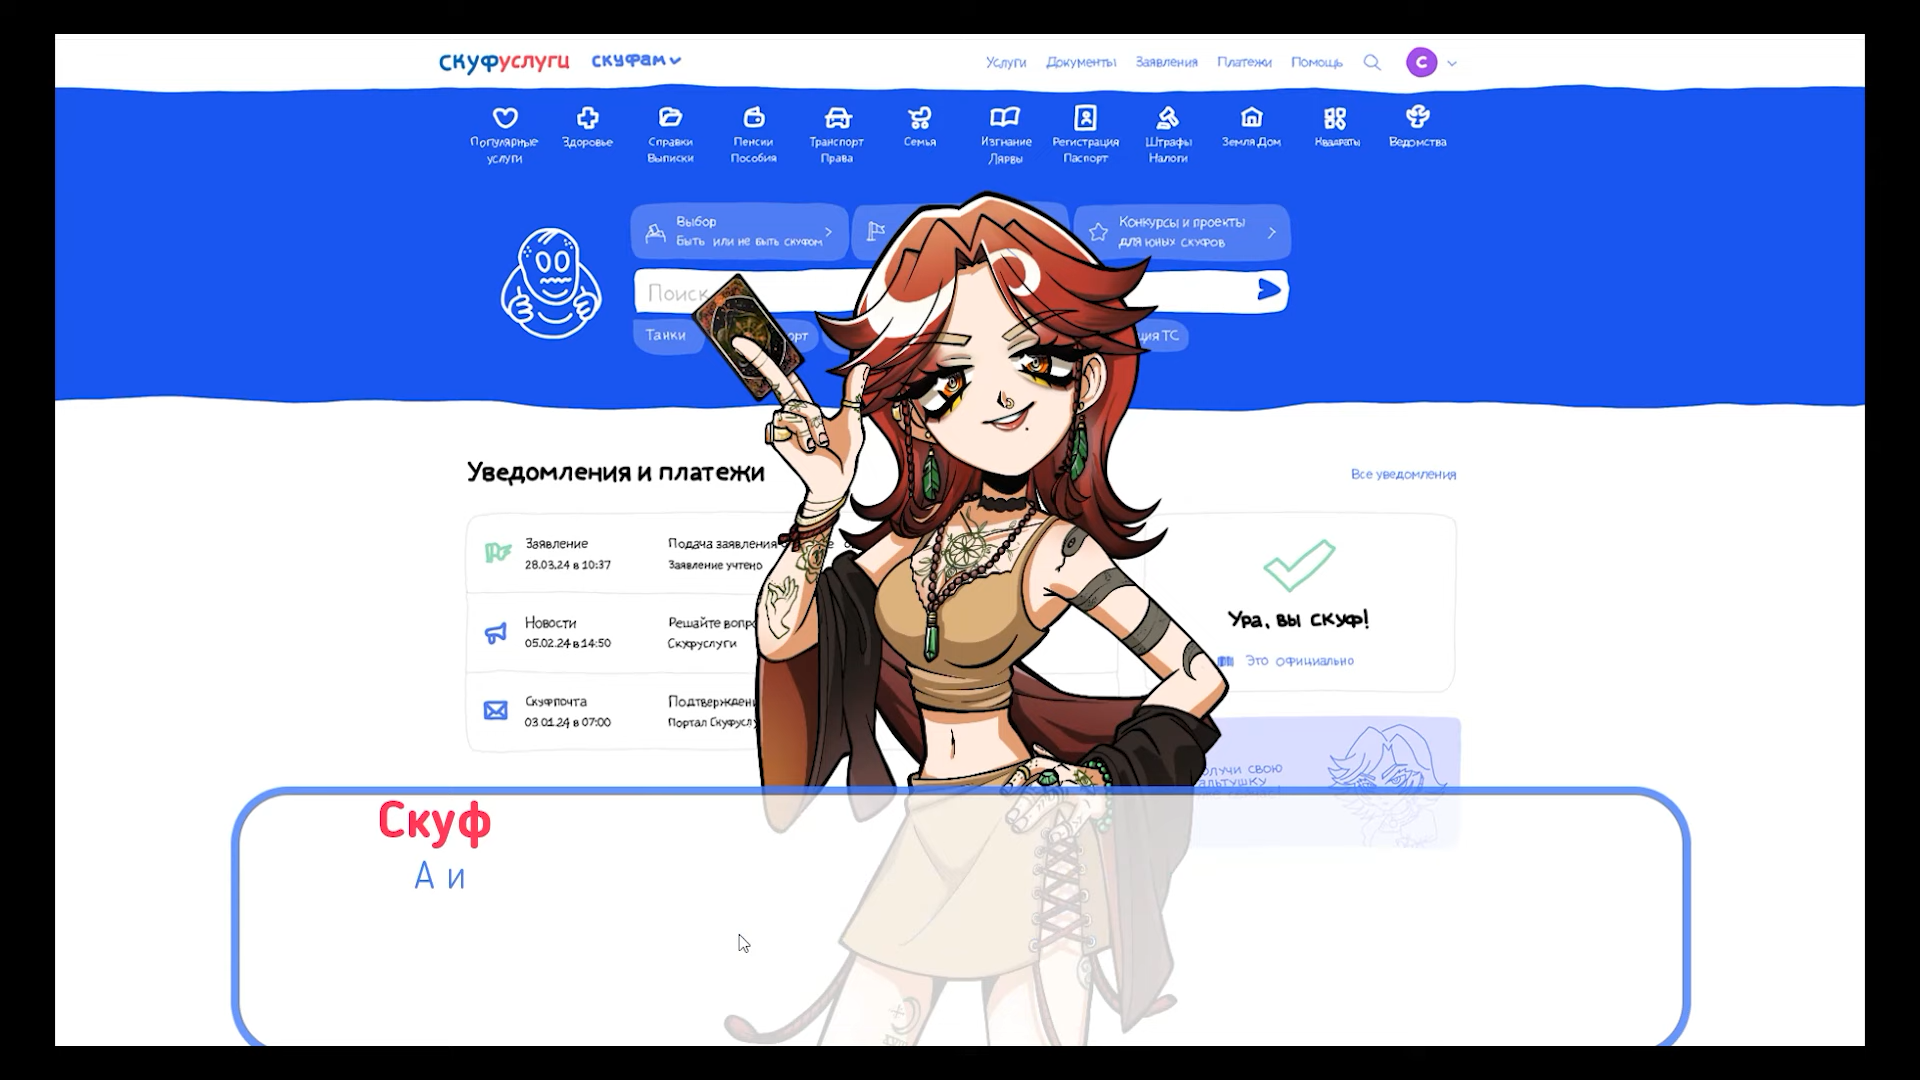 скуфуслуги скуфам
Услуги Документы Заявления Платежи Помощь С
Популярные услуги
Здоровье
Справки Выписки
Пенсии Пособия
Транспорт Права
Семья
Изгнание Лярвы
Регистрация Паспорт
Штрафы Налоги
Земля Дом
Квадраты
Ведомства
Выбор
Быть или не быть скуфом
Конкурсы и проекты
для юных скуфов
Поиск
Танки
ТС
Уведомления и платежи
Все уведомления
Заявление
28.03.24 в 10:37
Подача заявления
Заявление учтено
Новости
05.02.24 в 14:50
Решайте
Скуфуслуги
Скуфпочта
03.01.24 в 07:00
Портал
Ура, вы скуф!
Это официально
свою
Скуф
А и